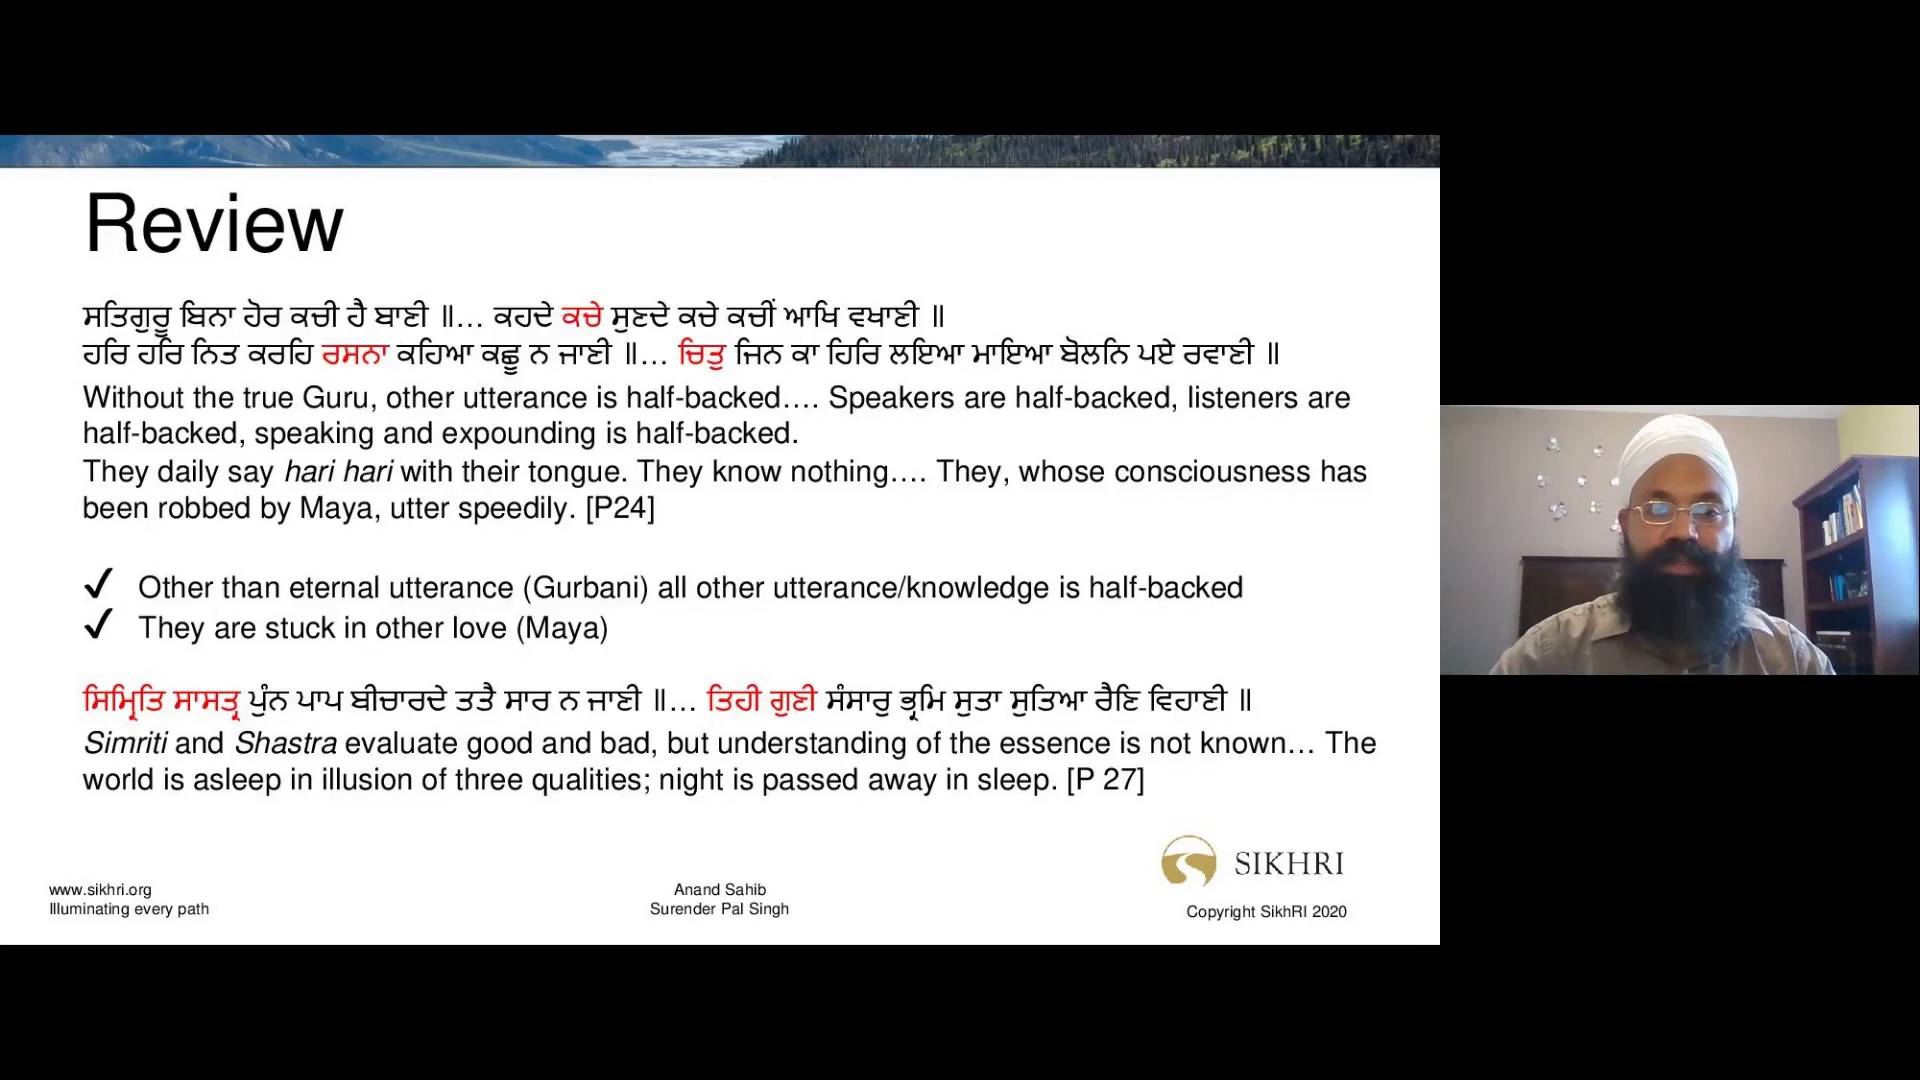 Review
ਸਤਿਗੁਰੂ ਬਿਨਾ ਹੋਰ ਕਚੀ ਹੈ ਬਾਣੀ ॥… ਕਹਦੇ ਕਚੇ ਸੁਣਦੇ ਕਚੇ ਕਚੀਂ ਆਖਿ ਵਖਾਣੀ ॥
ਹਰਿ ਹਰਿ ਨਿਤ ਕਰਹਿ ਰਸਨਾ ਕਹਿਆ ਕਛੂ ਨ ਜਾਣੀ ॥… ਚਿਤੁ ਜਿਨ ਕਾ ਹਿਰਿ ਲਇਆ ਮਾਇਆ ਬੋਲਨਿ ਪਏ ਰਵਾਣੀ ॥
Without the true Guru, other utterance is half-backed…. Speakers are half-backed, listeners are
half-backed, speaking and expounding is half-backed.
They daily say hari hari with their tongue. They know nothing…. They, whose consciousness has
been robbed by Maya, utter speedily. [P24]
✓ Other than eternal utterance (Gurbani) all other utterance/knowledge is half-backed
✓ They are stuck in other love (Maya)
ਸਿਮ੍ਰਿਤਿ ਸਾਸਤ੍ਰ ਪੁੰਨ ਪਾਪ ਬੀਚਾਰਦੇ ਤਤੈ ਸਾਰ ਨ ਜਾਣੀ ॥… ਤਿਹੀ ਗੁਣੀ ਸੰਸਾਰੁ ਭ੍ਰਮਿ ਸੁਤਾ ਸੁਤਿਆ ਰੈਣਿ ਵਿਹਾਣੀ ॥
Simriti and Shastra evaluate good and bad, but understanding of the essence is not known… The
world is asleep in illusion of three qualities; night is passed away in sleep. [P 27]
SIKHRI
www.sikhri.org
Illuminating every path
Anand Sahib
Surender Pal Singh
Copyright SikhRI 2020